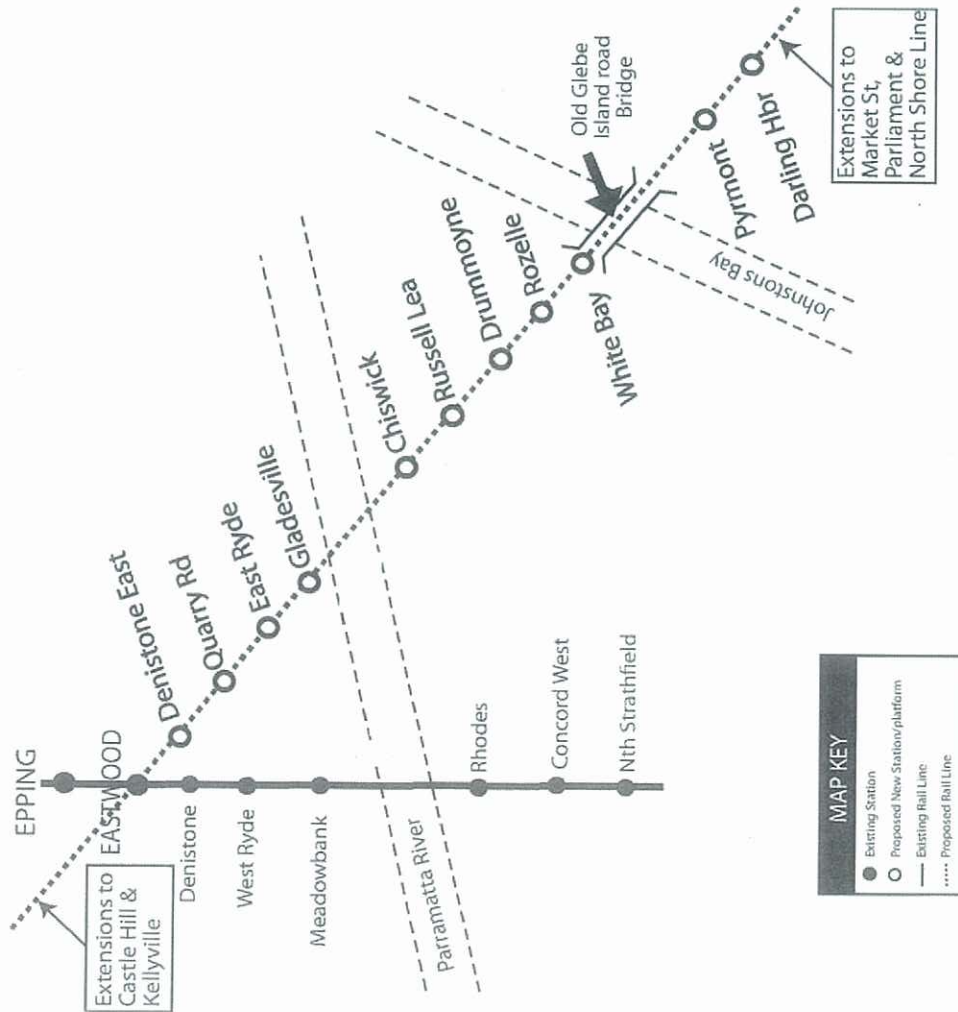 EPPING
EASTWOOD
Extensions to
Castle Hill &
Kellyville
Denistone
West Ryde
Meadowbank
Parramatta River
Rhodes
Concord West
Nth Strathfield
Denistone East
Quarry Rd
East Ryde
Gladesville
Chiswick
Russell Lea
Drummoyne
Rozelle
White Bay
Old Glebe
Island road
Bridge
Johnstons Bay
Pyrmont
Darling Hbr
Extensions to
Market St,
Parliament &
North Shore Line
MAP KEY
Existing Station
Proposed New Station/platform
Existing Rail Line
Proposed Rail Line